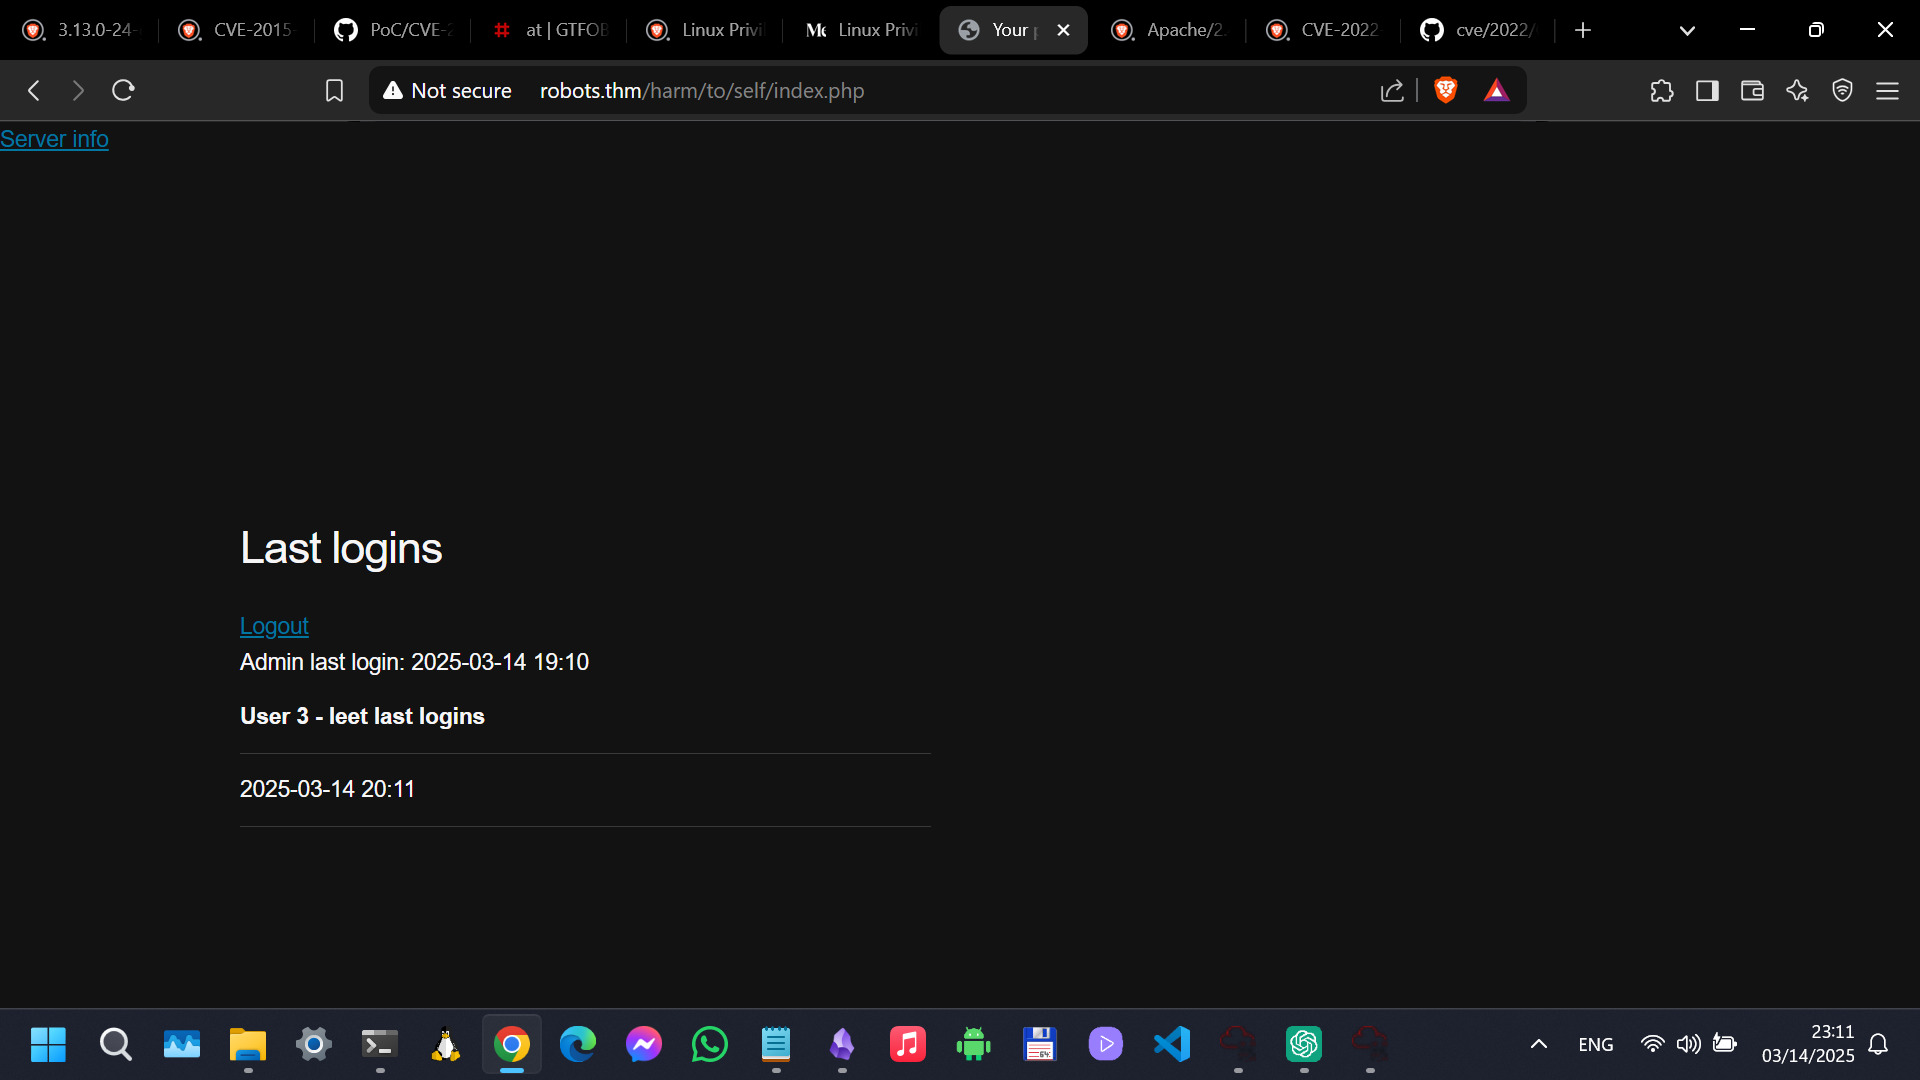 3.13.0-24-
CVE-2015-
PoC/CVE-2
at | GTFOB
Linux Privi
Linux Privi
Your p
Apache/2.
CVE-2022
cve/2022/
Not secure
robots.thm/harm/to/self/index.php
Server info
Last logins
Logout
Admin last login: 2025-03-14 19:10
User 3 - leet last logins
2025-03-14 20:11
64
ENG
23:11
03/14/2025